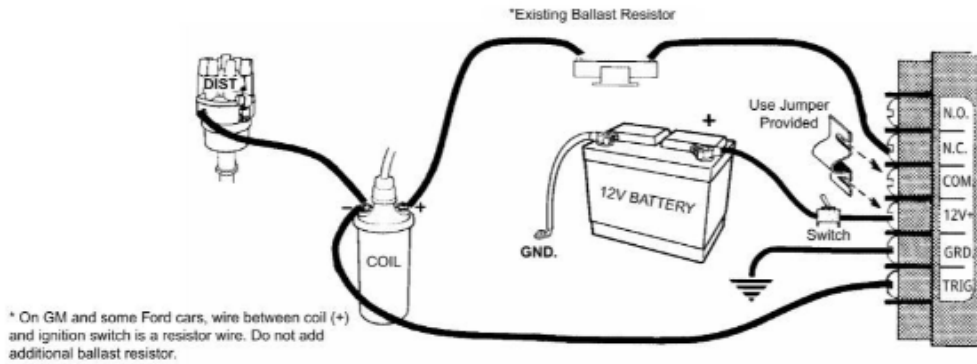 *Existing Ballast Resistor
DIST
Use Jumper
Provided
+
N.O.
N.C.
COM.
12V+
GRD.
TRIG
12V BATTERY
Switch
GND.
- +
COIL
* On GM and some Ford cars, wire between coil (+)
and ignition switch is a resistor wire. Do not add
additional ballast resistor.